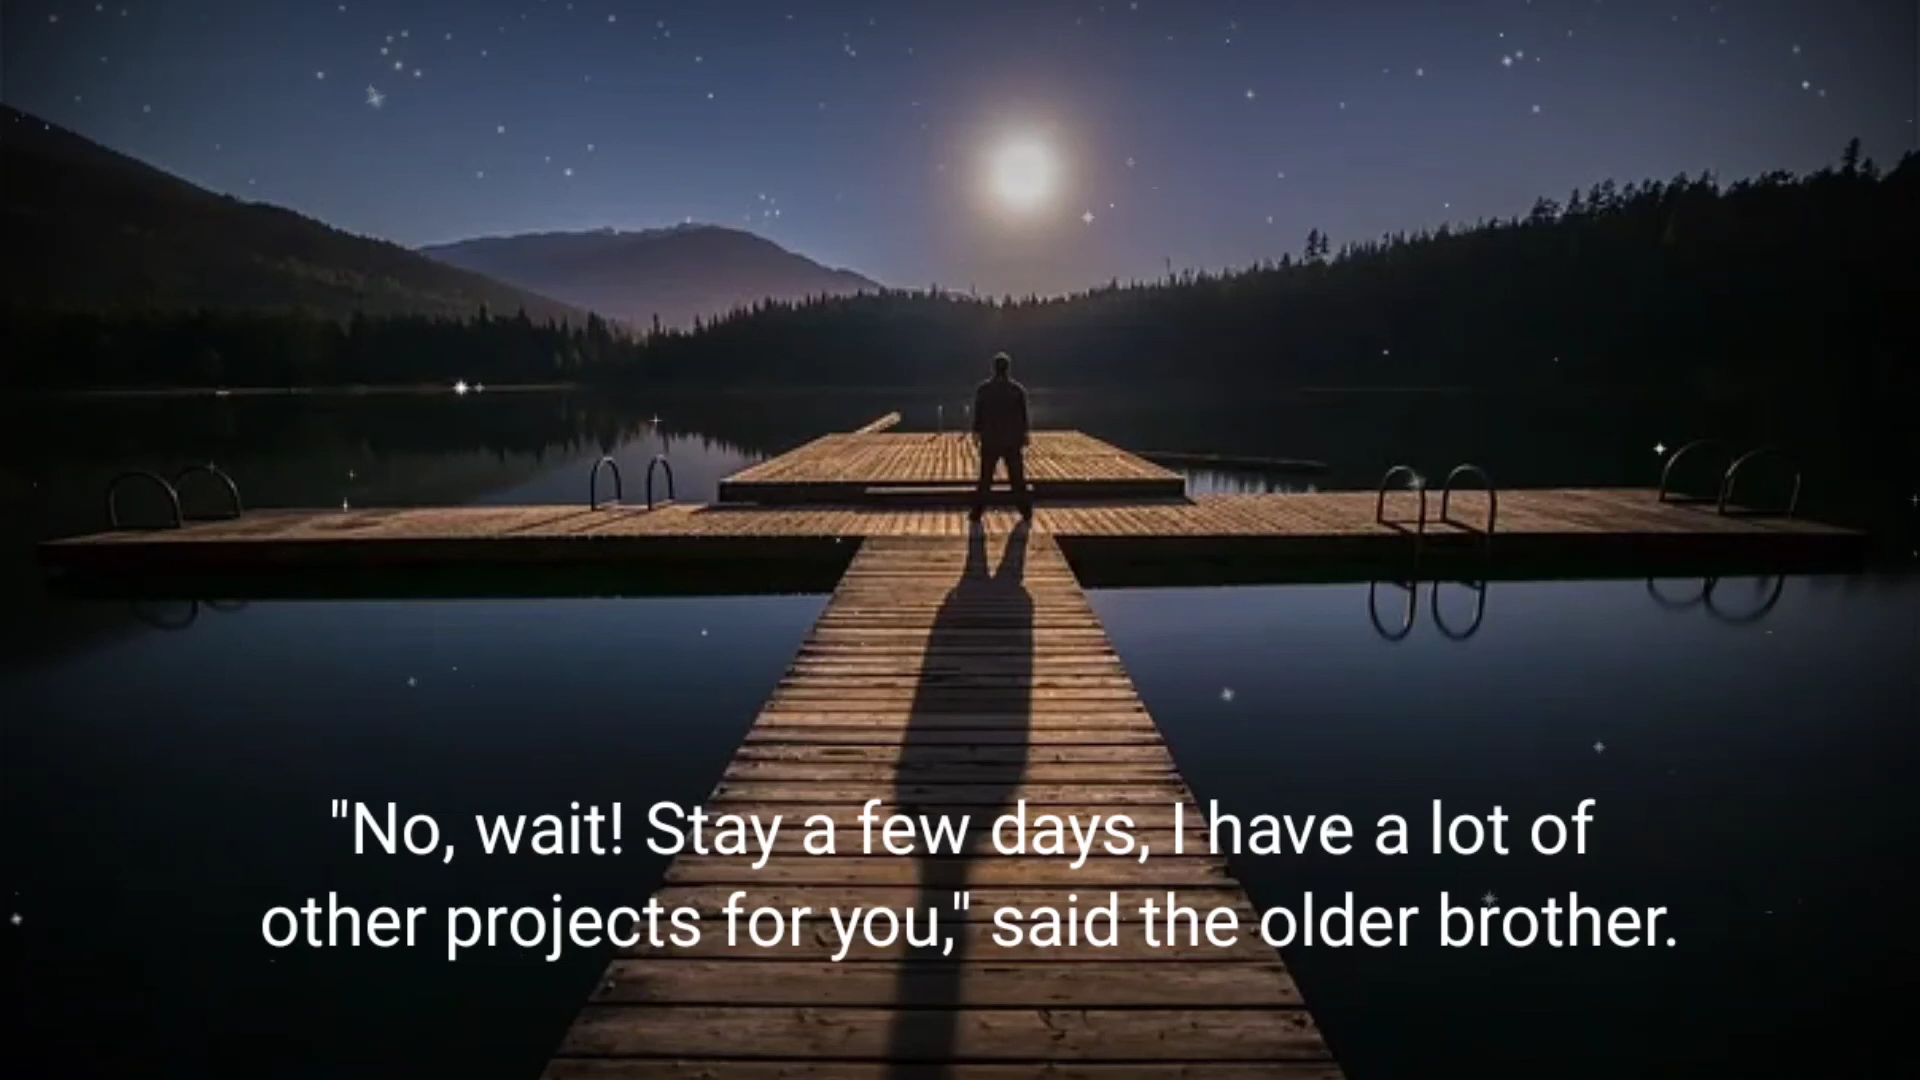 "No, wait! Stay a few days, I have a lot of
other projects for you," said the older brother.